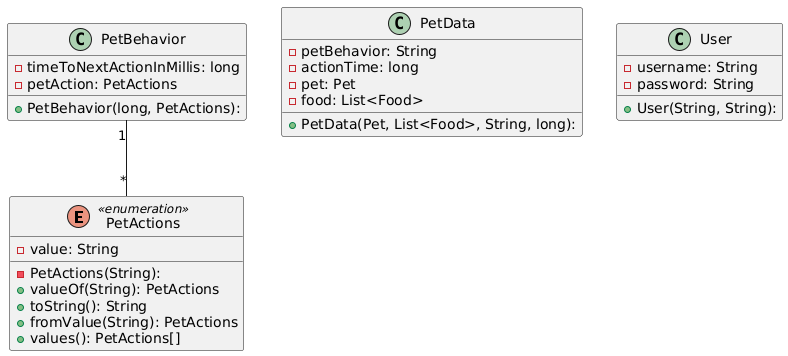 C PetBehavior
timeToNextActionInMillis: long
petAction: PetActions
PetBehavior(long, PetActions):
1
*
E «enumeration»
PetActions
value: String
PetActions(String):
valueOf(String): PetActions
toString(): String
fromValue(String): PetActions
values(): PetActions[]
C PetData
petBehavior: String
actionTime: long
pet: Pet
food: List<Food>
PetData(Pet, List<Food>, String, long):
C User
username: String
password: String
User(String, String):